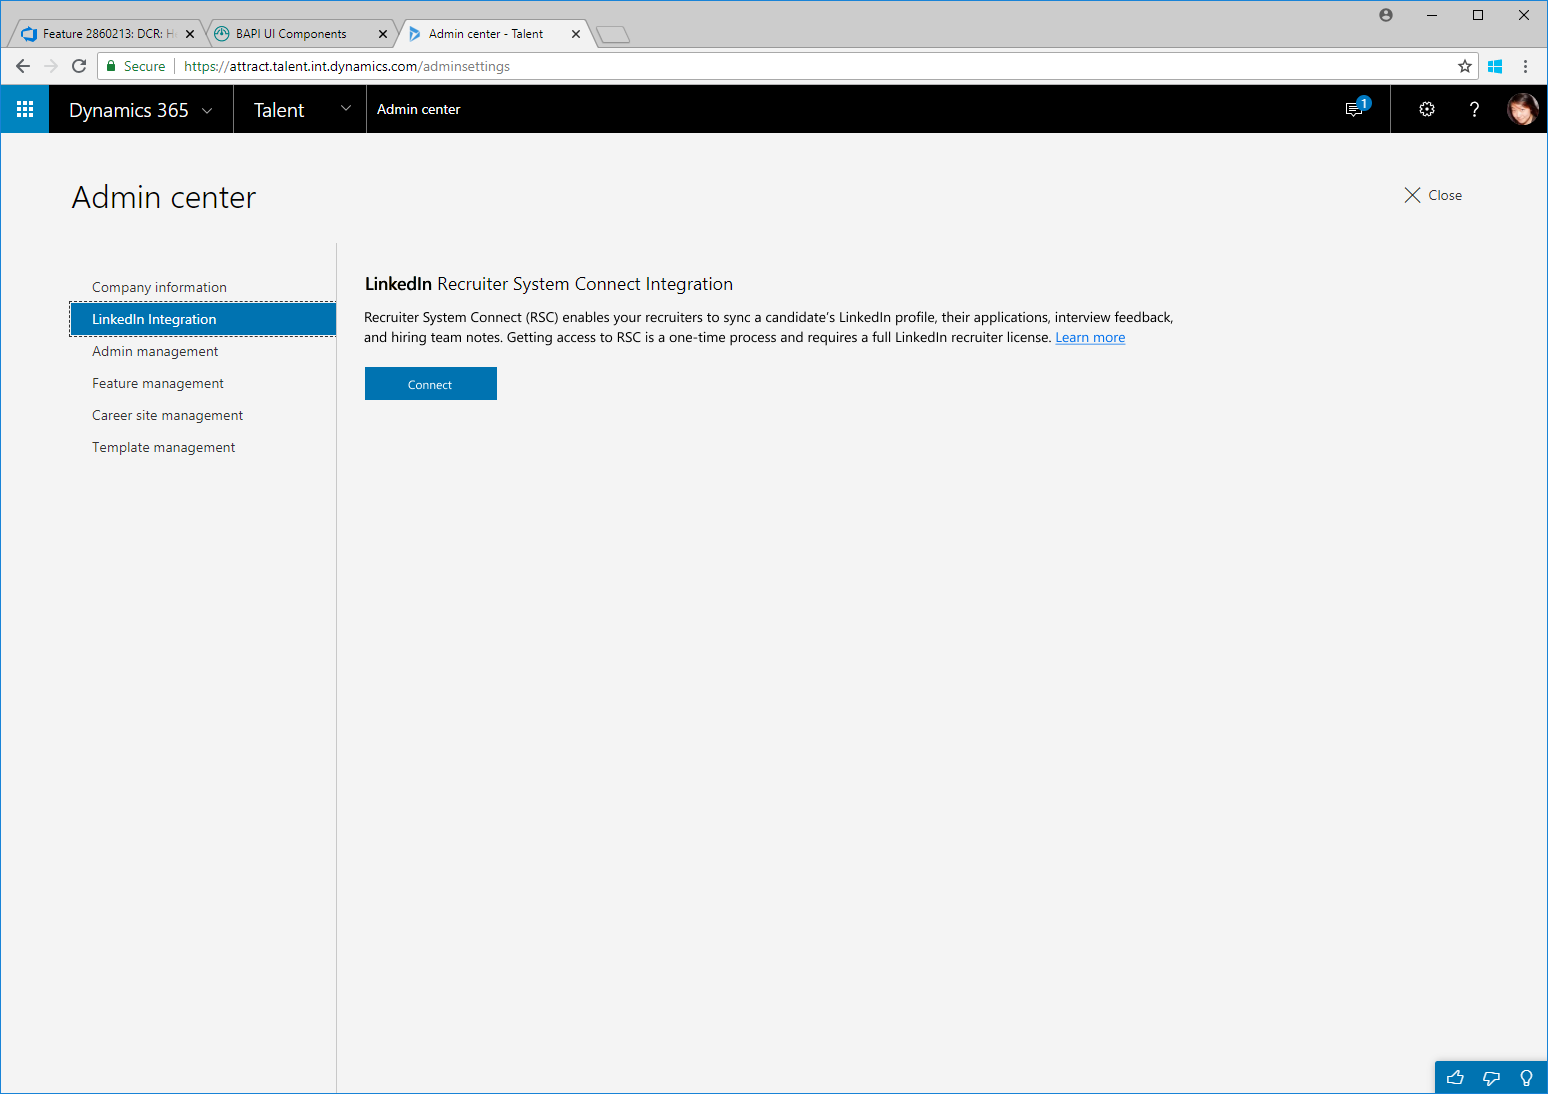 Feature 2860213: DCR: H
BAPI UI Components
Admin center - Talent
Secure
https://attract.talent.int.dynamics.com/adminsettings
Dynamics 365
Talent
Admin center
1
?
Admin center
Close
Company information
LinkedIn Integration
Admin management
Feature management
Career site management
Template management
LinkedIn Recruiter System Connect Integration
Recruiter System Connect (RSC) enables your recruiters to sync a candidate’s LinkedIn profile, their applications, interview feedback,
and hiring team notes. Getting access to RSC is a one-time process and requires a full LinkedIn recruiter license. Learn more
Connect